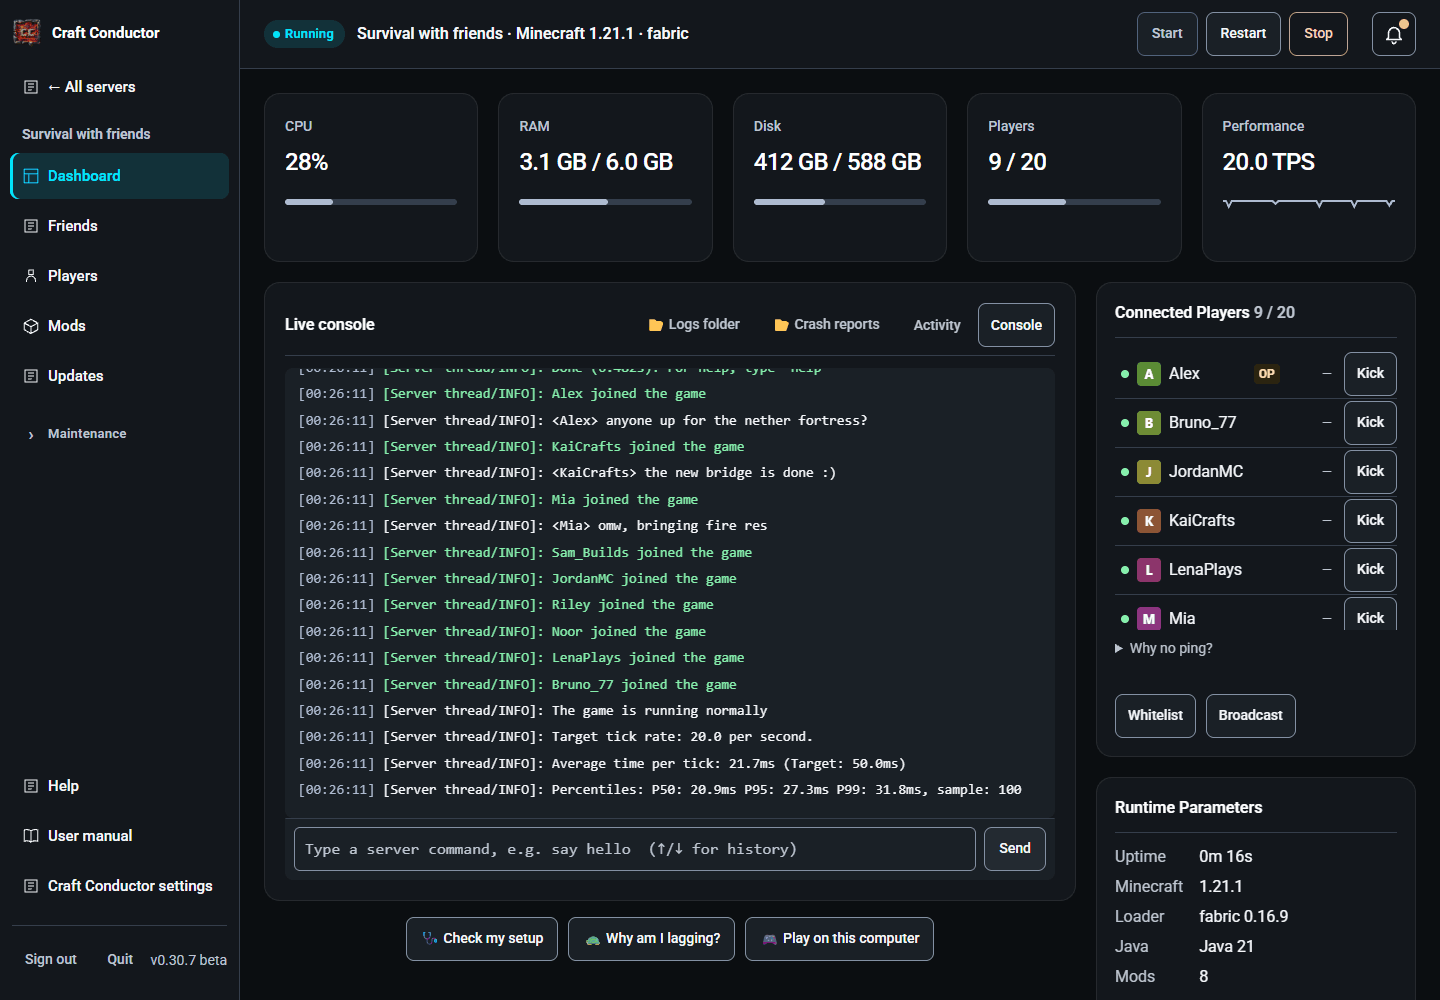 Craft Conductor
← All servers
Survival with friends
Dashboard
Friends
Players
Mods
Updates
› Maintenance
Help
User manual
Craft Conductor settings
Sign out Quit v0.30.7 beta
Running Survival with friends · Minecraft 1.21.1 · fabric
Start Restart Stop
CPU
28%
RAM
3.1 GB / 6.0 GB
Disk
412 GB / 588 GB
Players
9 / 20
Performance
20.0 TPS
Live console
Logs folder Crash reports Activity Console
[00:26:11] [Server thread/INFO]: Done (6.482s). For help, type "help"
[00:26:11] [Server thread/INFO]: Alex joined the game
[00:26:11] [Server thread/INFO]: <Alex> anyone up for the nether fortress?
[00:26:11] [Server thread/INFO]: KaiCrafts joined the game
[00:26:11] [Server thread/INFO]: <KaiCrafts> the new bridge is done :)
[00:26:11] [Server thread/INFO]: Mia joined the game
[00:26:11] [Server thread/INFO]: <Mia> omw, bringing fire res
[00:26:11] [Server thread/INFO]: Sam_Builds joined the game
[00:26:11] [Server thread/INFO]: JordanMC joined the game
[00:26:11] [Server thread/INFO]: Riley joined the game
[00:26:11] [Server thread/INFO]: Noor joined the game
[00:26:11] [Server thread/INFO]: LenaPlays joined the game
[00:26:11] [Server thread/INFO]: Bruno_77 joined the game
[00:26:11] [Server thread/INFO]: The game is running normally
[00:26:11] [Server thread/INFO]: Target tick rate: 20.0 per second.
[00:26:11] [Server thread/INFO]: Average time per tick: 21.7ms (Target: 50.0ms)
[00:26:11] [Server thread/INFO]: Percentiles: P50: 20.9ms P95: 27.3ms P99: 31.8ms, sample: 100
Type a server command, e.g. say hello (↑/↓ for history)
Send
Check my setup Why am I lagging? Play on this computer
Connected Players 9 / 20
A Alex OP — Kick
B Bruno_77 — Kick
J JordanMC — Kick
K KaiCrafts — Kick
L LenaPlays — Kick
M Mia — Kick
▶ Why no ping?
Whitelist Broadcast
Runtime Parameters
Uptime 0m 16s
Minecraft 1.21.1
Loader fabric 0.16.9
Java Java 21
Mods 8